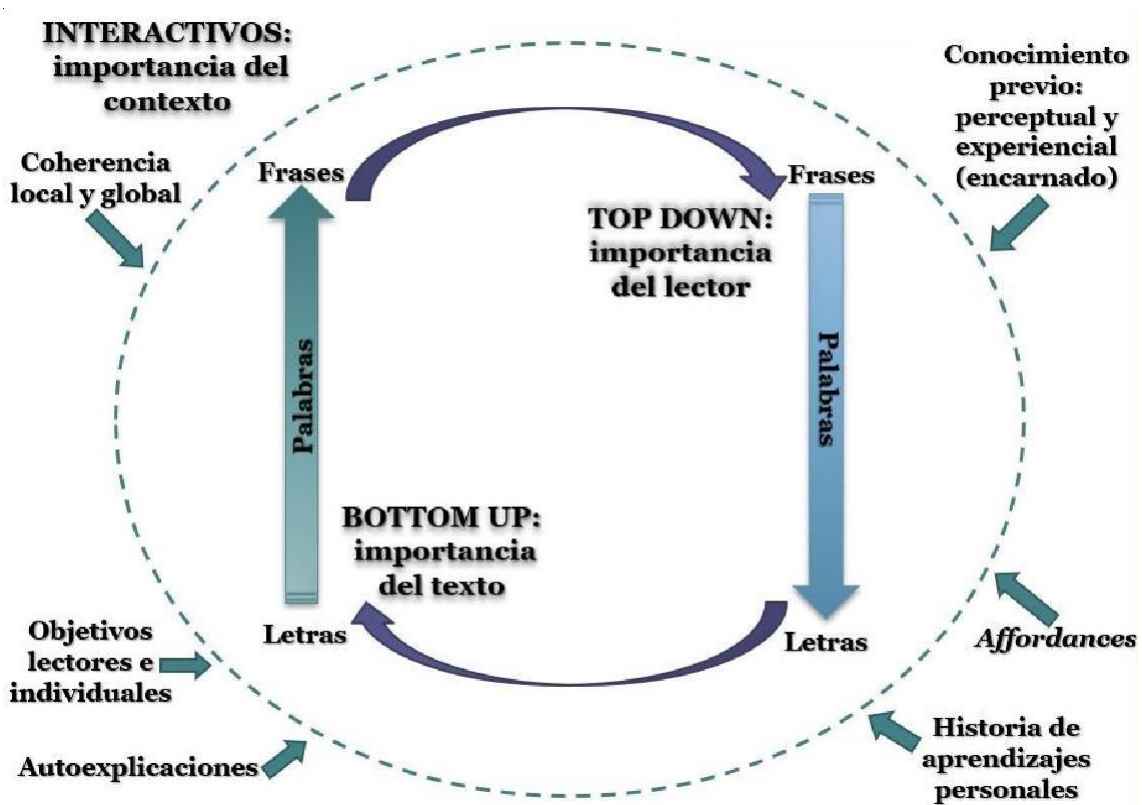 INTERACTIVOS:
importancia del
contexto
Coherencia
local y global
Frases
Palabras
Letras
BOTTOM UP:
importancia
del texto
Frases
TOP DOWN:
importancia
del lector
Palabras
Letras
Conocimiento
previo:
perceptual y
experiencial
(encarnado)
Affordances
Historia de
aprendizajes
personales
Objetivos
lectores e
individuales
Autoexplicaciones